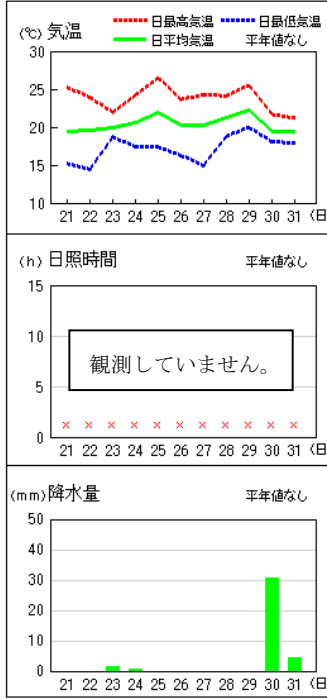 (℃) 気温
日最高気温 日最低気温
日平均気温 平年値なし
30
25
20
15
10
21 22 23 24 25 26 27 28 29 30 31 (日
(h) 日照時間 平年値なし
15
10
5
0
観測していません。
21 22 23 24 25 26 27 28 29 30 31 (日
(mm) 降水量 平年値なし
50
40
30
20
10
0
21 22 23 24 25 26 27 28 29 30 31 (日